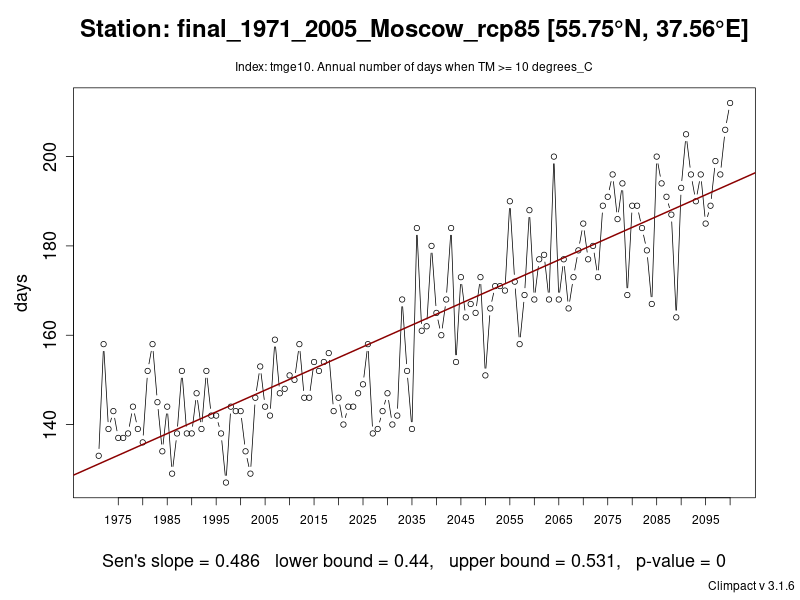 Station: final_1971_2005_Moscow_rcp85 [55.75°N, 37.56°E]
Index: tmge10. Annual number of days when TM >= 10 degrees_C
200
180
160
140
days
1975 1985 1995 2005 2015 2025 2035 2045 2055 2065 2075 2085 2095
Sen's slope = 0.486 lower bound = 0.44, upper bound = 0.531, p-value = 0
Climpact v 3.1.6